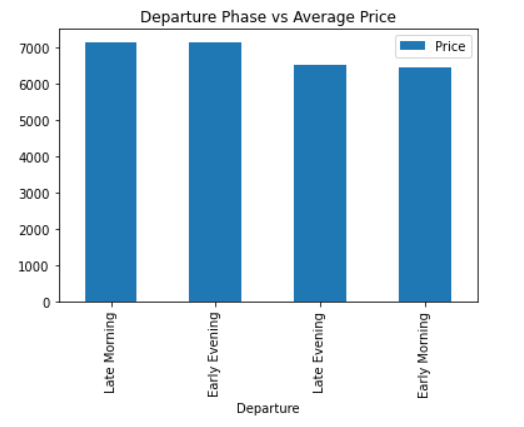 Departure Phase vs Average Price
Price
7000
6000
5000
4000
3000
2000
1000
0
Late Morning
Early Evening
Late Evening
Early Morning
Departure